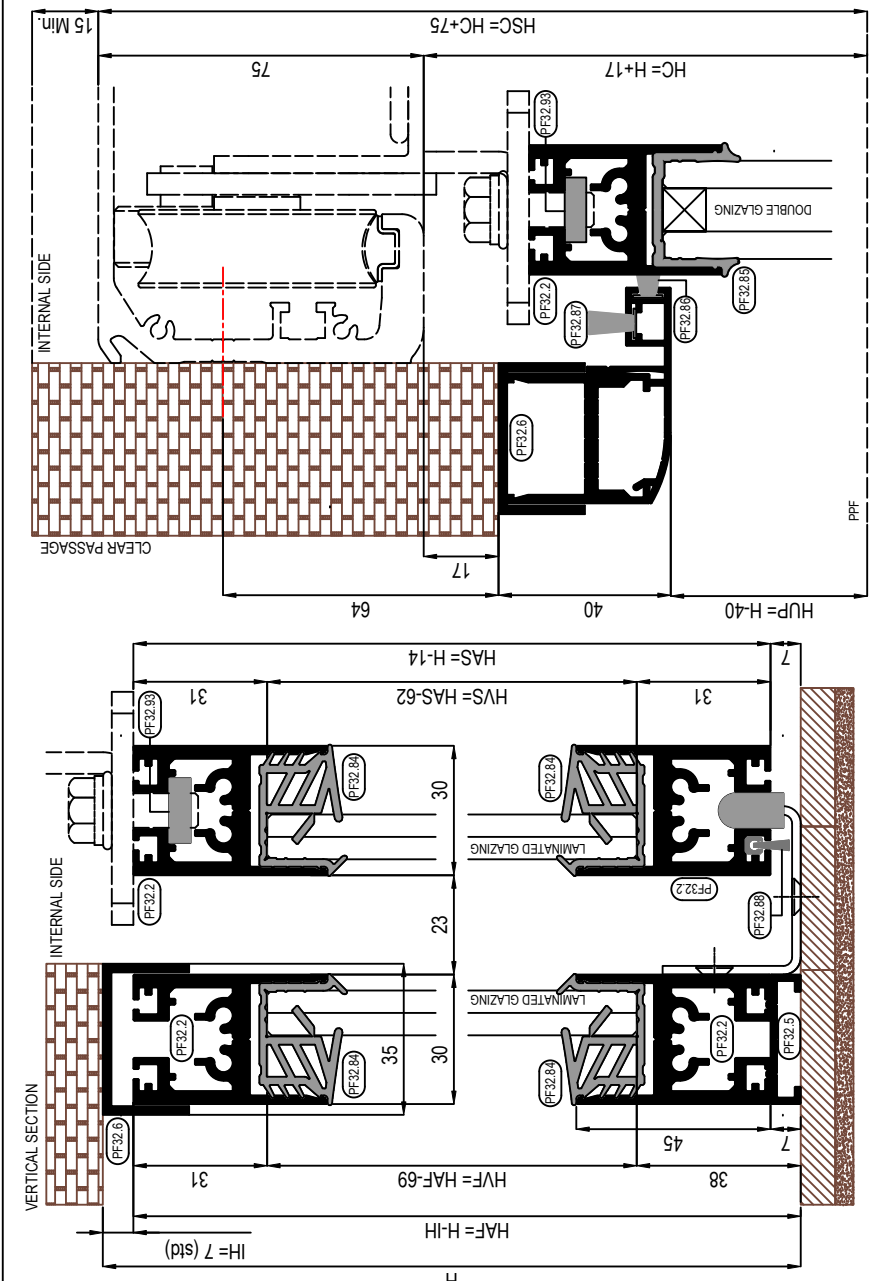 15 Min.
HSC= HC+75
75
HC= H+17
INTERNAL SIDE
PF32.93
DOUBLE GLAZING
PF32.2
PF32.87
PF32.86
PF32.85
PF32.6
CLEAR PASSAGE
PPF
17
64
40
HUP= H-40
HAS= H-14
7
31
HVS= HAS-62
31
PF32.93
PF32.84
PF32.84
30
INTERNAL SIDE
LAMINATED GLAZING
PF32.2
PF32.2
PF32.88
23
VERTICAL SECTION
LAMINATED GLAZING
PF32.2
PF32.84
35
30
PF32.84
PF32.2
PF32.5
PF32.6
45
7
31
HVF= HAF-69
38
IH= 7 (std)
HAF= H-IH
H